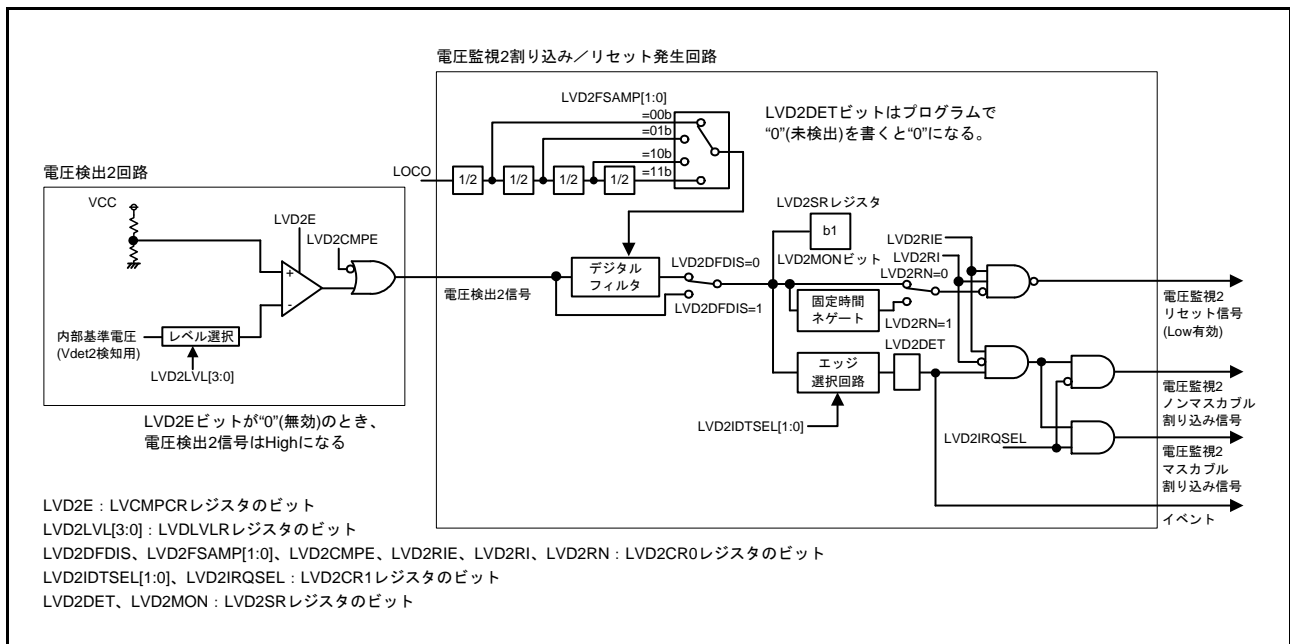 電圧監視2割り込み／リセット発生回路
LVD2FSAMP[1:0]
=00b
=01b
=10b
=11b
LVD2DETビットはプログラムで
“0”(未検出)を書くと“0”になる。
LOCO
1/2
1/2
1/2
1/2
電圧検出2回路
VCC
LVD2E
LVD2CMPE
+
-
内部基準電圧
(Vdet2検知用)
レベル選択
LVD2LVL[3:0]
LVD2Eビットが“0”(無効)のとき、
電圧検出2信号はHighになる
電圧検出2信号
デジタル
フィルタ
LVD2DFDIS=0
LVD2DFDIS=1
LVD2SRレジスタ
b1
LVD2MONビット
LVD2RIE
LVD2RI
LVD2RN=0
固定時間
ネゲート
LVD2RN=1
エッジ
選択回路
LVD2DET
LVD2IDTSEL[1:0]
LVD2IRQSEL
電圧監視2
リセット信号
(Low有効)
電圧監視2
ノンマスカブル
割り込み信号
電圧監視2
マスカブル
割り込み信号
イベント
LVD2E：LVCMPCRレジスタのビット
LVD2LVL[3:0]：LVDLVLRレジスタのビット
LVD2DFDIS、LVD2FSAMP[1:0]、LVD2CMPE、LVD2RIE、LVD2RI、LVD2RN：LVD2CR0レジスタのビット
LVD2IDTSEL[1:0]、LVD2IRQSEL：LVD2CR1レジスタのビット
LVD2DET、LVD2MON：LVD2SRレジスタのビット